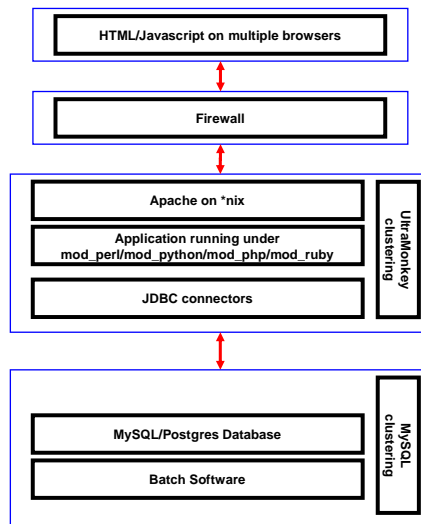 HTML/Javascript on multiple browsers
Firewall
Apache on *nix
Application running under
mod_perl/mod_python/mod_php/mod_ruby
JDBC connectors
UltraMonkey
clustering
MySQL/Postgres Database
Batch Software
MySQL
clustering